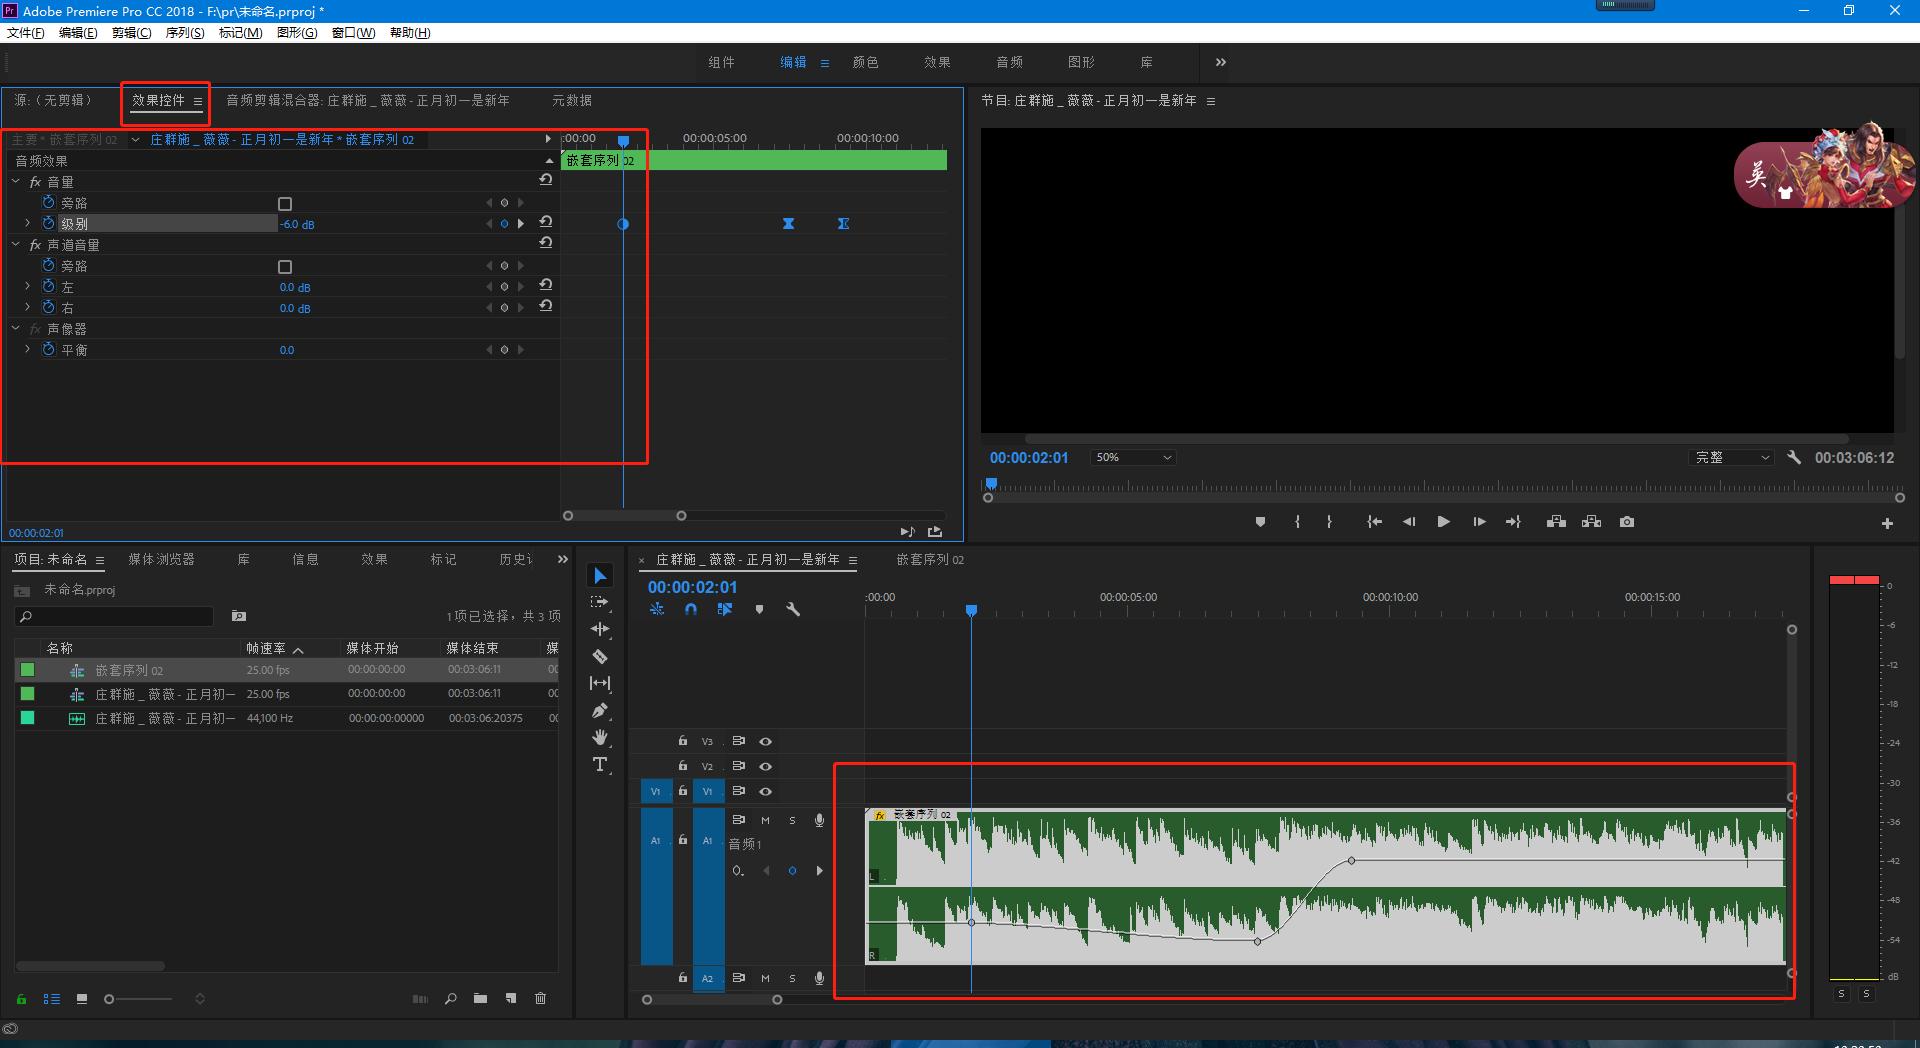 Pr Adobe Premiere Pro CC 2018 - F:\pr\未命名.prproj *
文件(F) 编辑(E) 剪辑(C) 序列(S) 标记(M) 图形(G) 窗口(W) 帮助(H)
组件 编辑 颜色 效果 音频 图形 库
源:（无剪辑） 效果控件 音频剪辑混合器: 庄群施 _ 薇薇 - 正月初一是新年 元数据
节目: 庄群施 _ 薇薇 - 正月初一是新年
主要 * 嵌套序列 02 庄群施 _ 薇薇 - 正月初一是新年 * 嵌套序列 02
:00:00 00:00:05:00 00:00:10:00
音频效果 嵌套序列 02
fx 音量
旁路
级别 -6.0 dB
fx 声道音量
旁路
左 0.0 dB
右 0.0 dB
fx 声像器
平衡 0.0
00:00:02:01
英
00:00:02:01 50% 完整 00:03:06:12
项目: 未命名 媒体浏览器 库 信息 效果 标记 历史
未命名.prproj
1 项已选择，共 3 项
名称 帧速率 媒体开始 媒体结束 媒
嵌套序列 02 25.00 fps 00:00:00:00 00:03:06:11 00
庄群施 _ 薇薇 - 正月初一 25.00 fps 00:00:00:00 00:03:06:11 00
庄群施 _ 薇薇 - 正月初一 44,100 Hz 00:00:00:00000 00:03:06:20375 00
× 庄群施 _ 薇薇 - 正月初一是新年 嵌套序列 02
00:00:02:01
:00:00 00:00:05:00 00:00:10:00 00:00:15:00
V3
V2
V1 V1
fx 嵌套序列 02
M S
A1 A1 音频1
L
R
A2 M S
T
0
-6
-12
-18
-24
-30
-36
-42
-48
-54
dB
S S